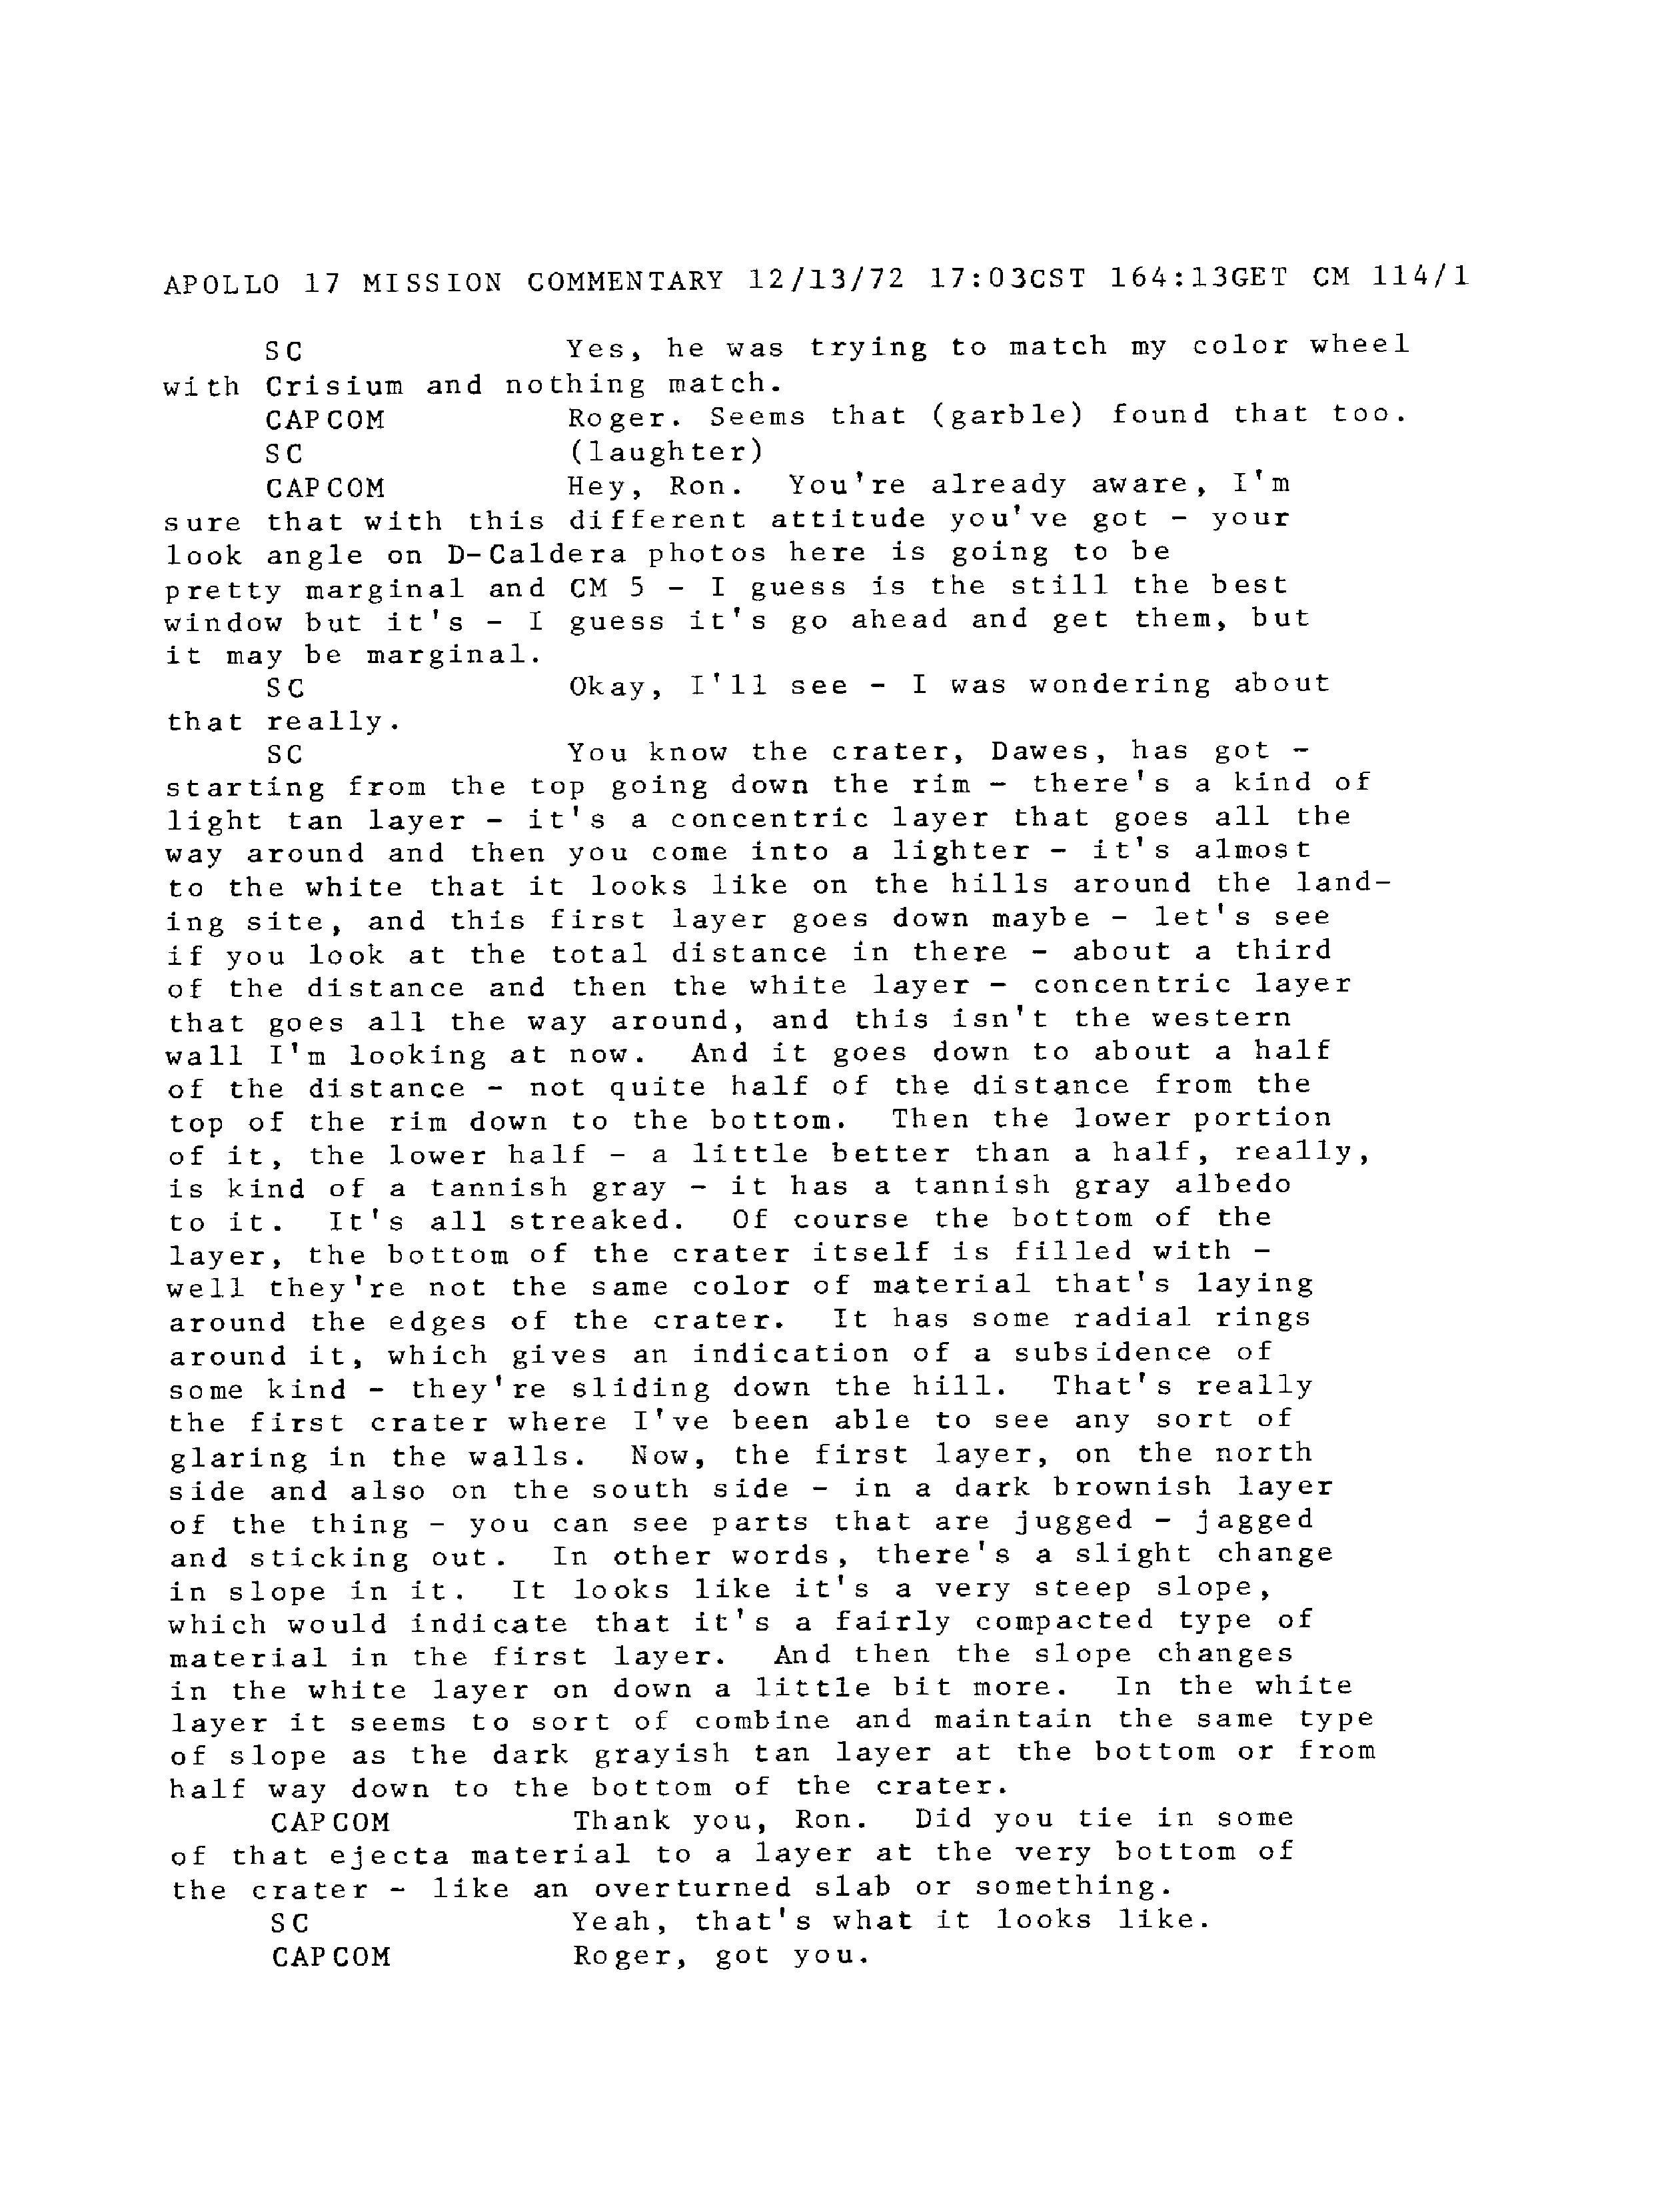 APOLLO 17 MISSION COMMENTARY 12/13/72 17:03CST 164:13GET CM 114/1
SC Yes, he was trying to match my color wheel
with Crisium and nothing match.
CAPCOM Roger. Seems that (garble) found that too.
SC (laughter)
CAPCOM Hey, Ron. You're already aware, I'm
sure that with this different attitude you've got - your
look angle on D-Caldera photos here is going to be
pretty marginal and CM 5 - I guess is the still the best
window but it's - I guess it's go ahead and get them, but
it may be marginal.
SC Okay, I'll see - I was wondering about
that really.
SC You know the crater, Dawes, has got -
starting from the top going down the rim - there's a kind of
light tan layer - it's a concentric layer that goes all the
way around and then you come into a lighter - it's almost
to the white that it looks like on the hills around the land-
ing site, and this first layer goes down maybe - let's see
if you look at the total distance in there - about a third
of the distance and then the white layer - concentric layer
that goes all the way around, and this isn't the western
wall I'm looking at now. And it goes down to about a half
of the distance - not quite half of the distance from the
top of the rim down to the bottom. Then the lower portion
of it, the lower half - a little better than a half, really,
is kind of a tannish gray - it has a tannish gray albedo
to it. It's all streaked. Of course the bottom of the
layer, the bottom of the crater itself is filled with -
well they're not the same color of material that's laying
around the edges of the crater. It has some radial rings
around it, which gives an indication of a subsidence of
some kind - they're sliding down the hill. That's really
the first crater where I've been able to see any sort of
glaring in the walls. Now, the first layer, on the north
side and also on the south side - in a dark brownish layer
of the thing - you can see parts that are jugged - jagged
and sticking out. In other words, there's a slight change
in slope in it. It looks like it's a very steep slope,
which would indicate that it's a fairly compacted type of
material in the first layer. And then the slope changes
in the white layer on down a little bit more. In the white
layer it seems to sort of combine and maintain the same type
of slope as the dark grayish tan layer at the bottom or from
half way down to the bottom of the crater.
CAPCOM Thank you, Ron. Did you tie in some
of that ejecta material to a layer at the very bottom of
the crater - like an overturned slab or something.
SC Yeah, that's what it looks like.
CAPCOM Roger, got you.